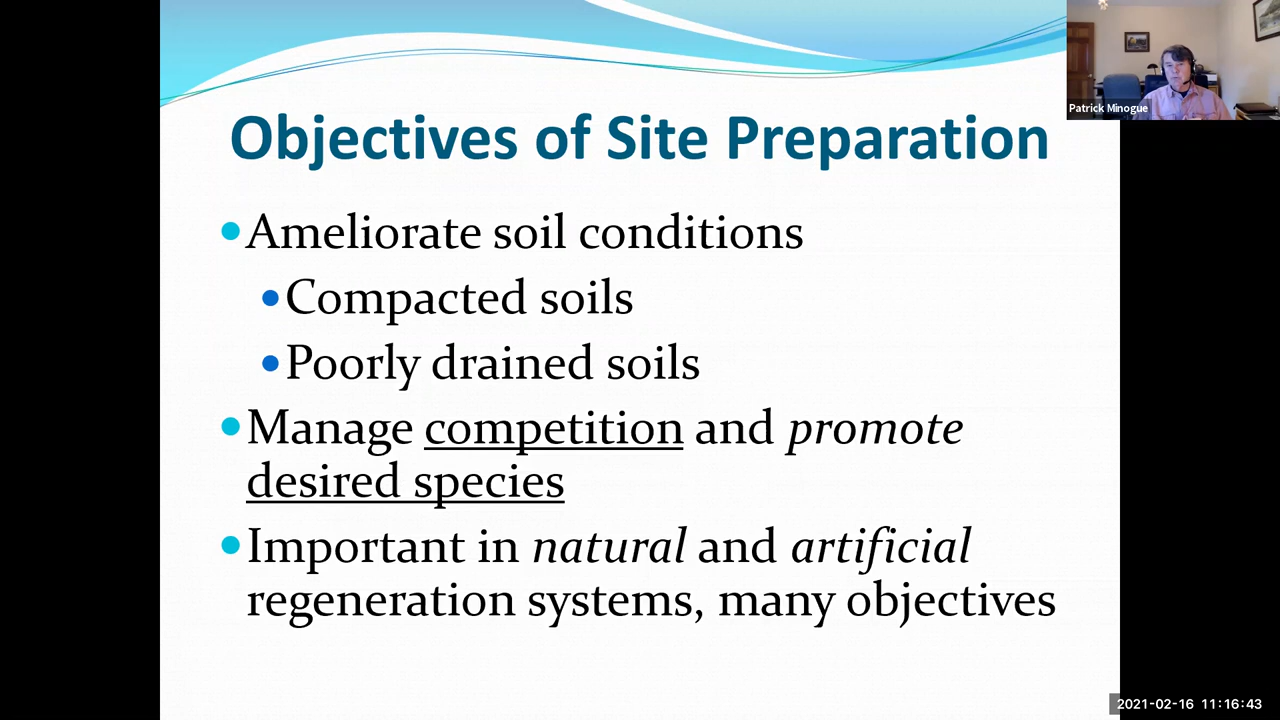 Patrick Minogue
Objectives of Site Preparation
Ameliorate soil conditions
Compacted soils
Poorly drained soils
Manage competition and promote
desired species
Important in natural and artificial
regeneration systems, many objectives
2021-02-16 11:16:43